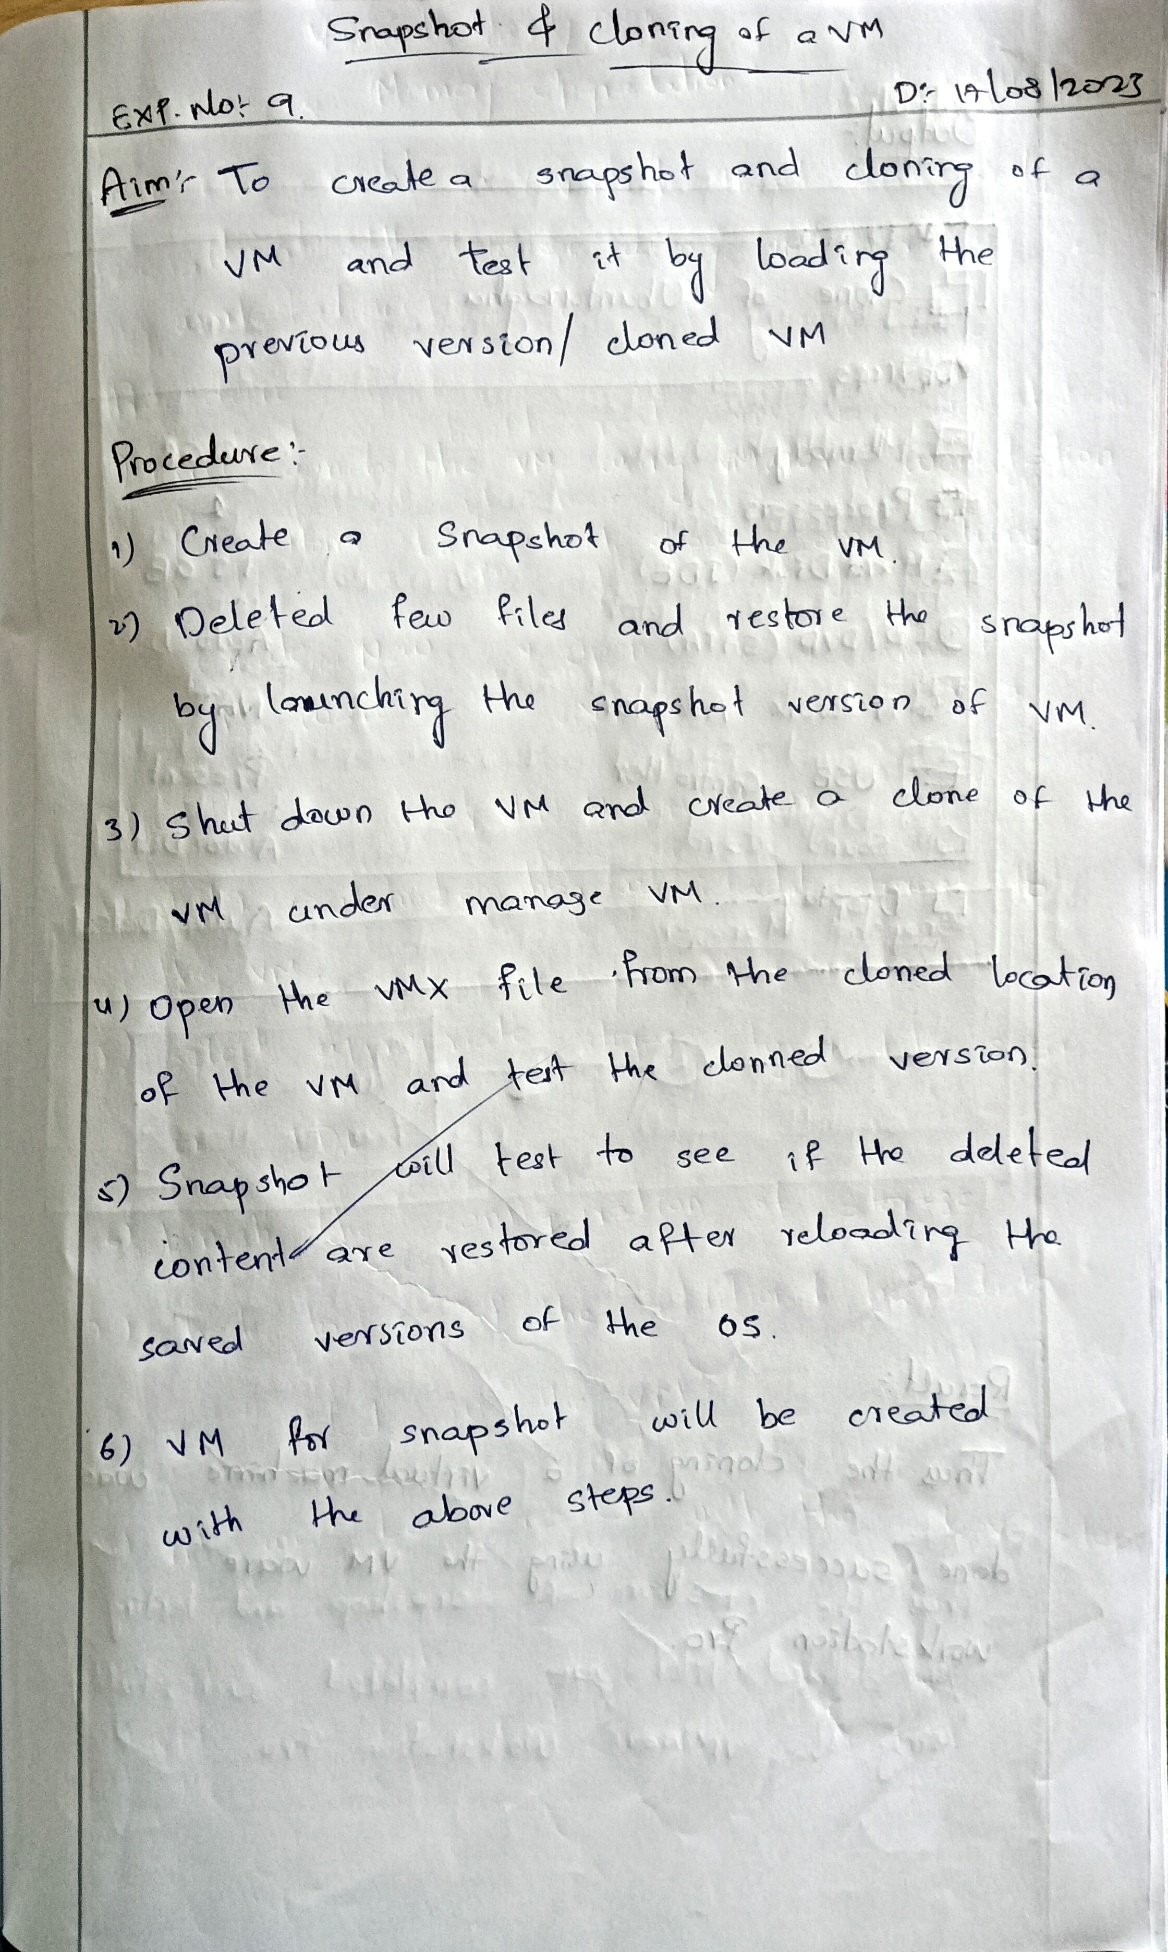 Snapshot & cloning of a VM
Exp. No:- 9.
D:- 17/08/2023
Aim:- To create a snapshot and cloning of a
VM and test it by loading the
previous version/ cloned VM
Procedure:-
1) Create a Snapshot of the VM.
2) Deleted few files and restore the snapshot
by launching the snapshot version of VM.
3) Shut down the VM and create a clone of the
VM under manage VM.
4) Open the VMX file from the cloned location
of the VM and test the clonned version.
5) Snapshot will test to see if the deleted
contents are restored after reloading the
saved versions of the OS.
6) VM for snapshot will be created
with the above steps.